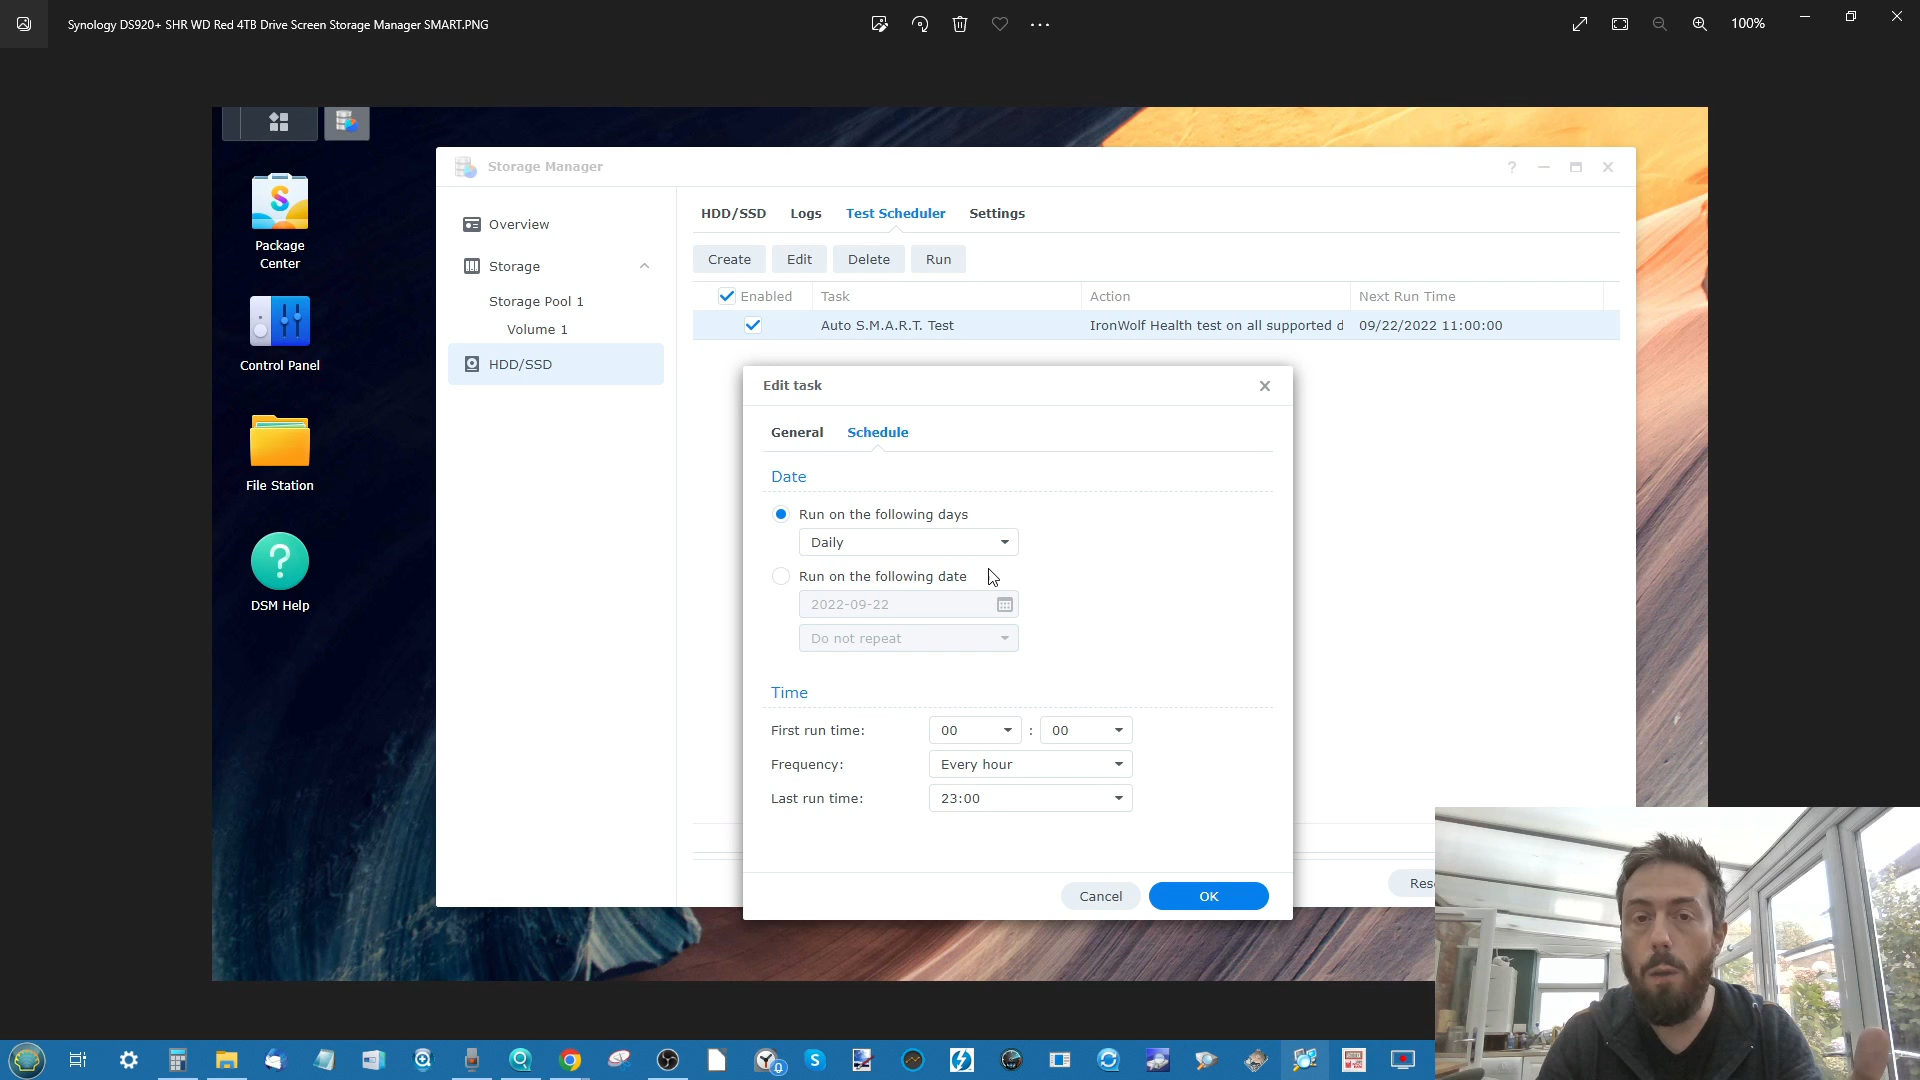 Synology DS920+ SHR WD Red 4TB Drive Screen Storage Manager SMART.PNG
100%
Storage Manager
Package
Center
Control Panel
File Station
DSM Help
Overview
Storage
Storage Pool 1
Volume 1
HDD/SSD
HDD/SSD Logs Test Scheduler Settings
Create Edit Delete Run
Enabled Task Action Next Run Time
Auto S.M.A.R.T. Test IronWolf Health test on all supported d 09/22/2022 11:00:00
Edit task
General Schedule
Date
Run on the following days
Daily
Run on the following date
2022-09-22
Do not repeat
Time
First run time: 00 : 00
Frequency: Every hour
Last run time: 23:00
Cancel OK
Res